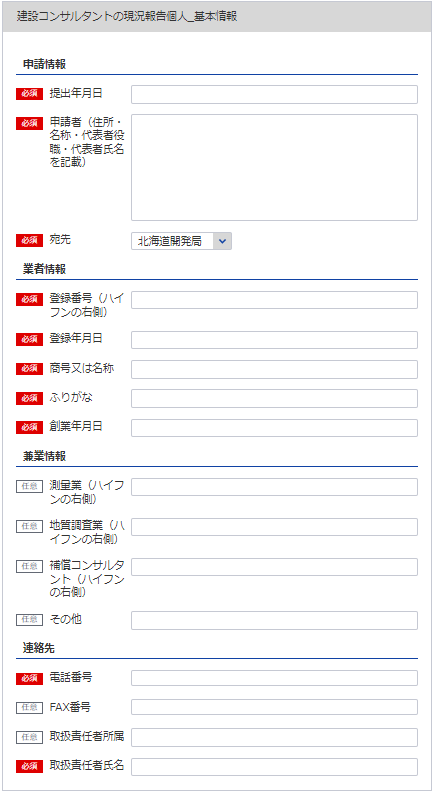 建設コンサルタントの現況報告個人_基本情報
申請情報
必須 提出年月日
必須 申請者（住所・
名称・代表者役
職・代表者氏名
を記載）
必須 宛先 北海道開発局
業者情報
必須 登録番号（ハイ
フンの右側）
必須 登録年月日
必須 商号又は名称
必須 ふりがな
必須 創業年月日
兼業情報
任意 測量業（ハイフ
ンの右側）
任意 地質調査業（ハ
イフンの右側）
任意 補償コンサルタ
ント（ハイフン
の右側）
任意 その他
連絡先
必須 電話番号
任意 FAX番号
任意 取扱責任者所属
必須 取扱責任者氏名